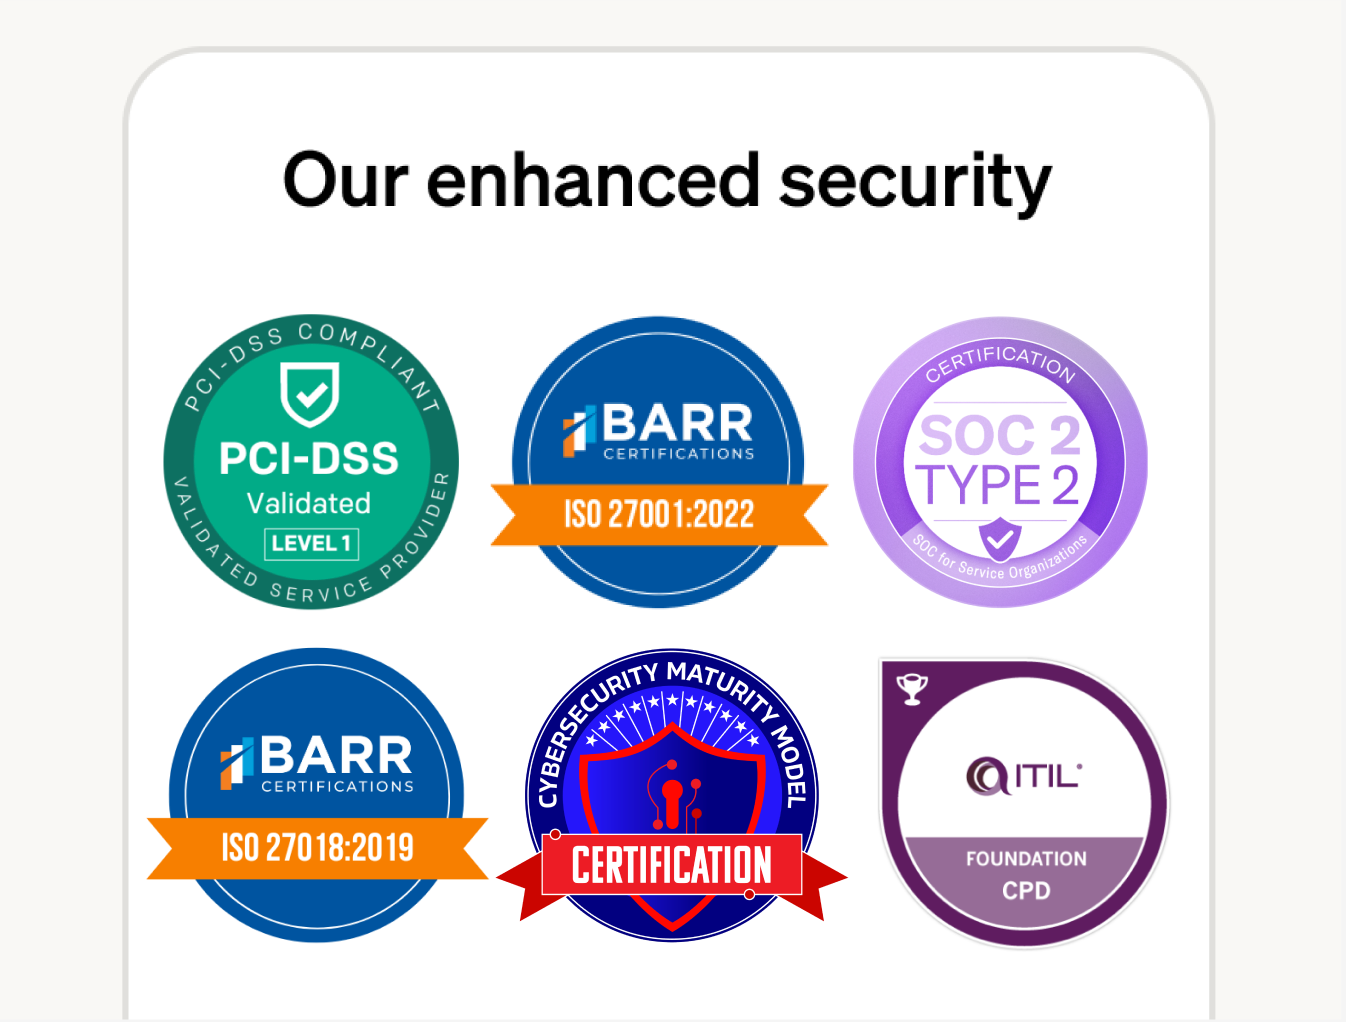 Our enhanced security
PCI-DSS COMPLIANT
PCI-DSS
Validated
LEVEL 1
VALIDATED SERVICE PROVIDER
BARR
CERTIFICATIONS
ISO 27001:2022
CERTIFICATION
SOC 2
TYPE 2
SOC for Service Organizations
BARR
CERTIFICATIONS
ISO 27018:2019
CYBERSECURITY MATURITY MODEL
CERTIFICATION
ITIL®
FOUNDATION
CPD